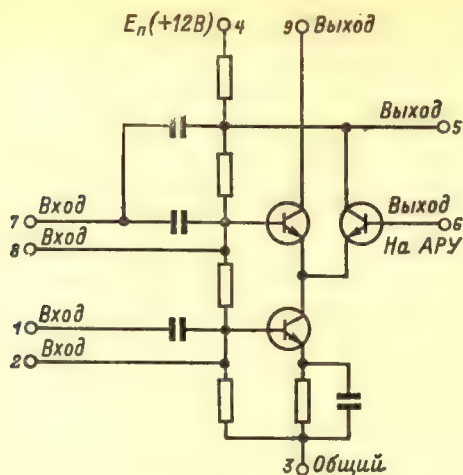 Eп(+12В) 4
9 Выход
Выход
5
7 Вход
Выход
6
На АРУ
8 Вход
1 Вход
2 Вход
3 Общий